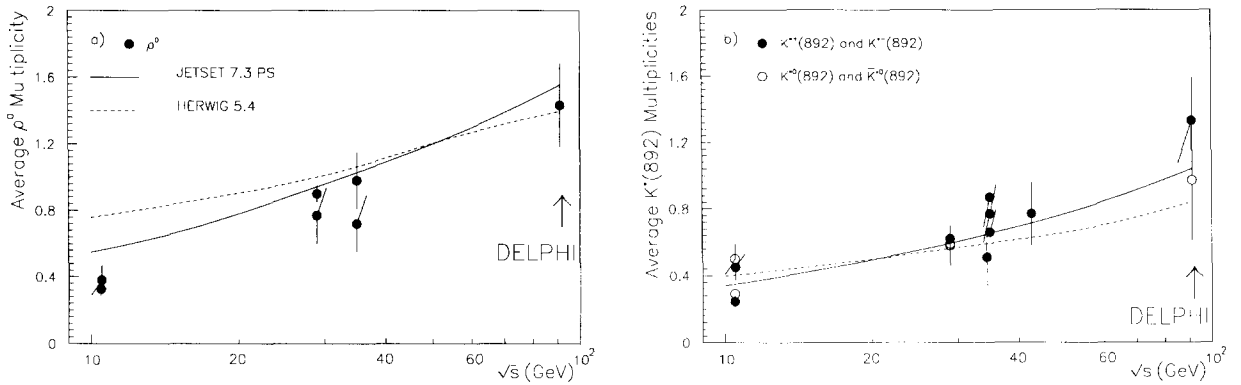 a) ● ρ⁰
JETSET 7.3 PS
HERWIG 5.4
Average ρ⁰ Multiplicity
2
1.6
1.2
0.8
0.4
0
DELPHI
10 20 40 60 10²
√s (GeV)
b) ● K*⁺(892) and K*⁻(892)
○ K*⁰(892) and K̅*⁰(892)
Average K*(892) Multiplicities
2
1.6
1.2
0.8
0.4
0
DELPHI
10 20 40 60 10²
√s (GeV)